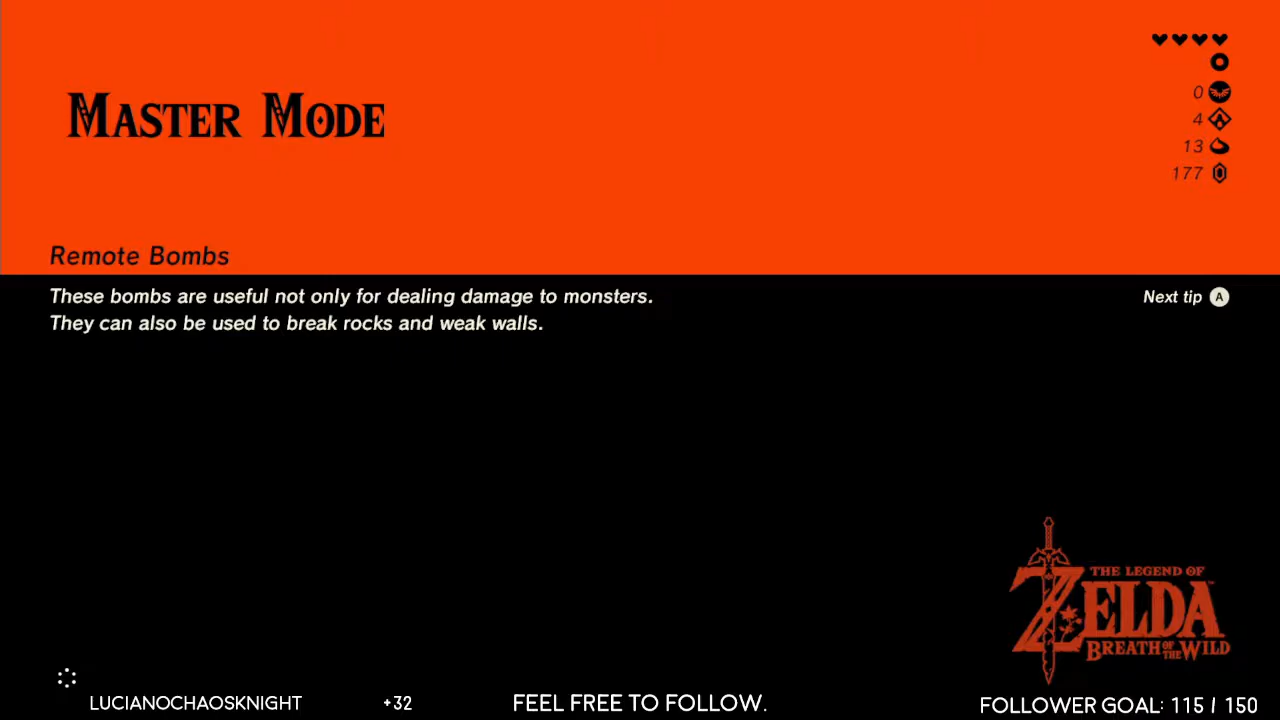 Master Mode
0
4
13
177
Remote Bombs
These bombs are useful not only for dealing damage to monsters.
They can also be used to break rocks and weak walls.
Next tip A
THE LEGEND OF
ZELDA
BREATH OF THE WILD
LUCIANOCHAOSKNIGHT
+32
FEEL FREE TO FOLLOW.
FOLLOWER GOAL: 115 / 150